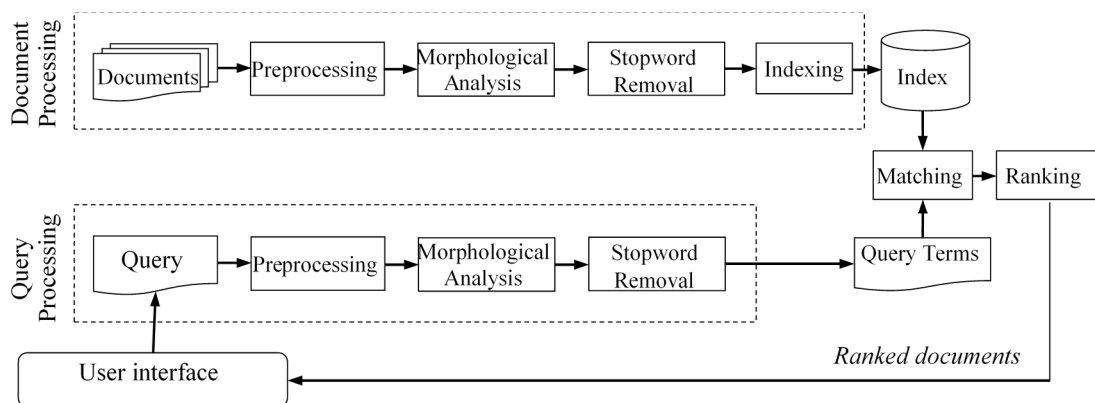 Document
Processing
Documents
Preprocessing
Morphological
Analysis
Stopword
Removal
Indexing
Index
Matching
Ranking
Query
Processing
Query
Preprocessing
Morphological
Analysis
Stopword
Removal
Query Terms
Ranked documents
User interface